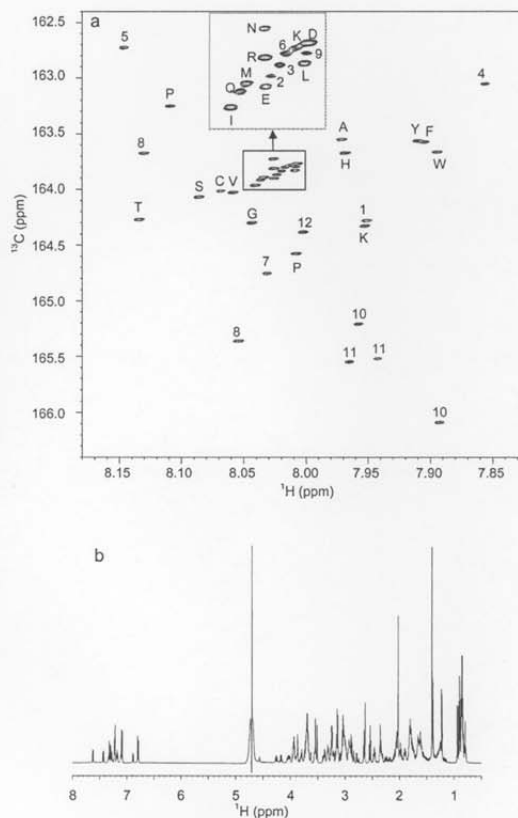 a
162.5
163.0
163.5
164.0
164.5
165.0
165.5
166.0
13C (ppm)
N
K D
6
R 9
3 L
M 2
Q E
I
5
P
4
8
A
H
Y F
W
T
S
C V
G
12
1
K
7
P
8
10
11 11
10
8.15 8.10 8.05 8.00 7.95 7.90 7.85
1H (ppm)
b
8 7 6 5 4 3 2 1
1H (ppm)